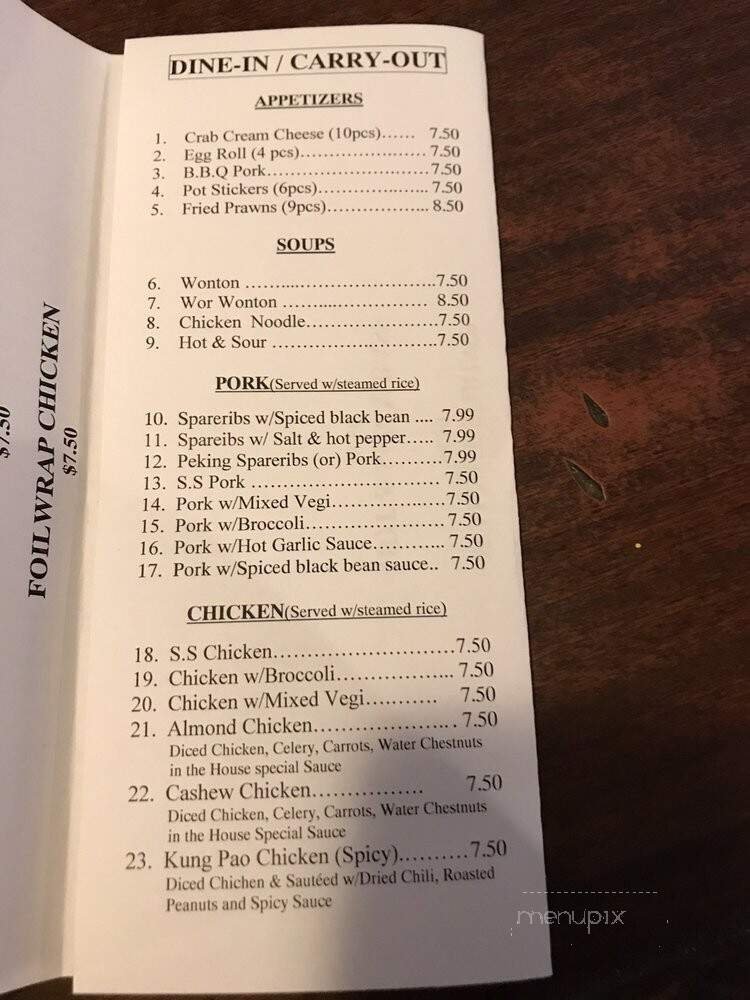 DINE-IN / CARRY-OUT
APPETIZERS
1. Crab Cream Cheese (10pcs)...... 7.50
2. Egg Roll (4 pcs)........................ 7.50
3. B.B.Q Pork..............................7.50
4. Pot Stickers (6pcs).....................7.50
5. Fried Prawns (9pcs)................... 8.50
SOUPS
6. Wonton ....................................7.50
7. Wor Wonton ........................... 8.50
8. Chicken Noodle.........................7.50
9. Hot & Sour ..............................7.50
PORK(Served w/steamed rice)
10. Spareribs w/Spiced black bean .... 7.99
11. Spareibs w/ Salt & hot pepper..... 7.99
12. Peking Spareribs (or) Pork..........7.99
13. S.S Pork ................................ 7.50
14. Pork w/Mixed Vegi....................7.50
15. Pork w/Broccoli........................ 7.50
16. Pork w/Hot Garlic Sauce............ 7.50
17. Pork w/Spiced black bean sauce.. 7.50
CHICKEN(Served w/steamed rice)
18. S.S Chicken............................7.50
19. Chicken w/Broccoli.................. 7.50
20. Chicken w/Mixed Vegi........... 7.50
21. Almond Chicken..................... . 7.50
Diced Chicken, Celery, Carrots, Water Chestnuts
in the House special Sauce
22. Cashew Chicken................ 7.50
Diced Chicken, Celery, Carrots, Water Chestnuts
in the House Special Sauce
23. Kung Pao Chicken (Spicy)..........7.50
Diced Chichen & Sautéed w/Dried Chili, Roasted
Peanuts and Spicy Sauce
FOILWRAP CHICKEN
$7.50
$7.50
menupix